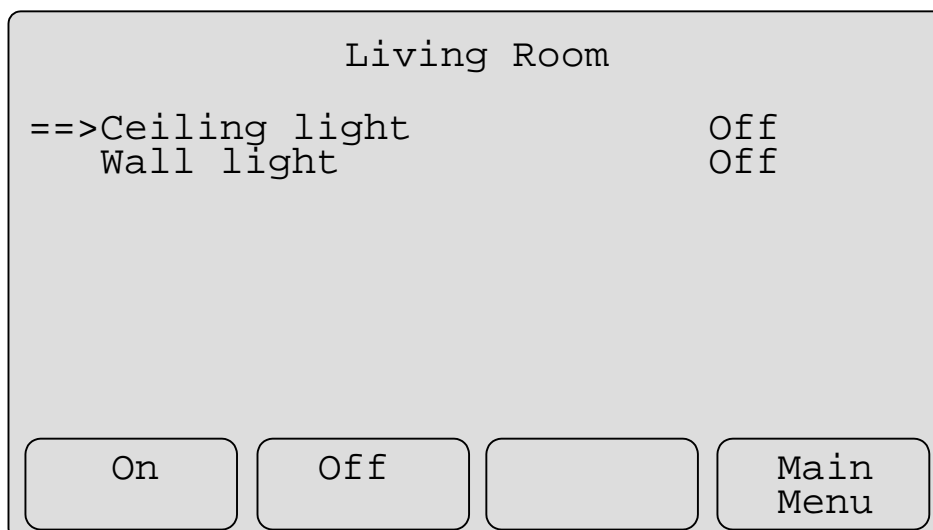 Living Room
==>Ceiling light Off
Wall light Off
On Off Main
Menu